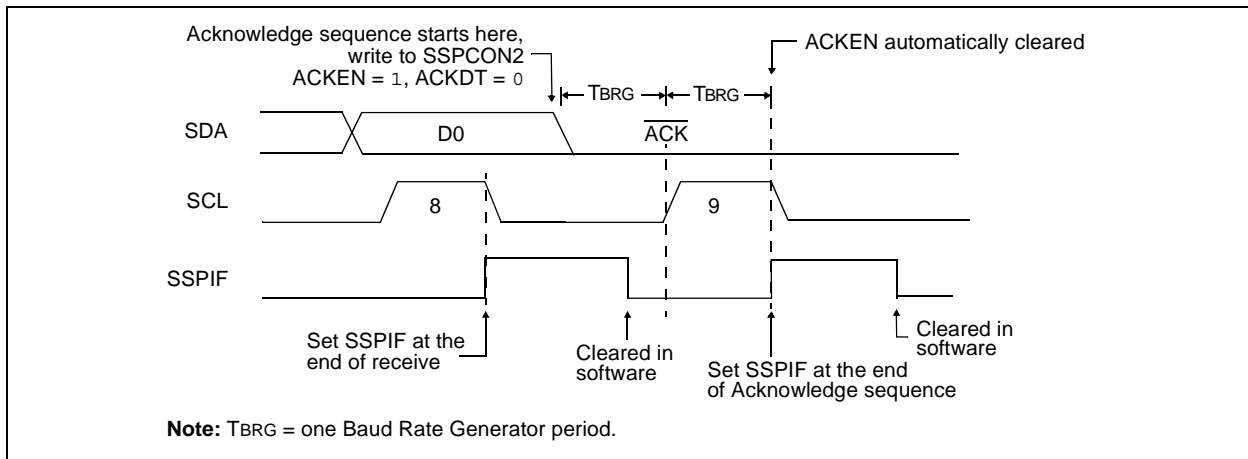 Acknowledge sequence starts here,
write to SSPCON2
ACKEN = 1, ACKDT = 0
ACKEN automatically cleared
TBRG
TBRG
SDA
D0
ACK
SCL
8
9
SSPIF
Set SSPIF at the
end of receive
Cleared in
software
Set SSPIF at the end
of Acknowledge sequence
Cleared in
software
Note: TBRG = one Baud Rate Generator period.